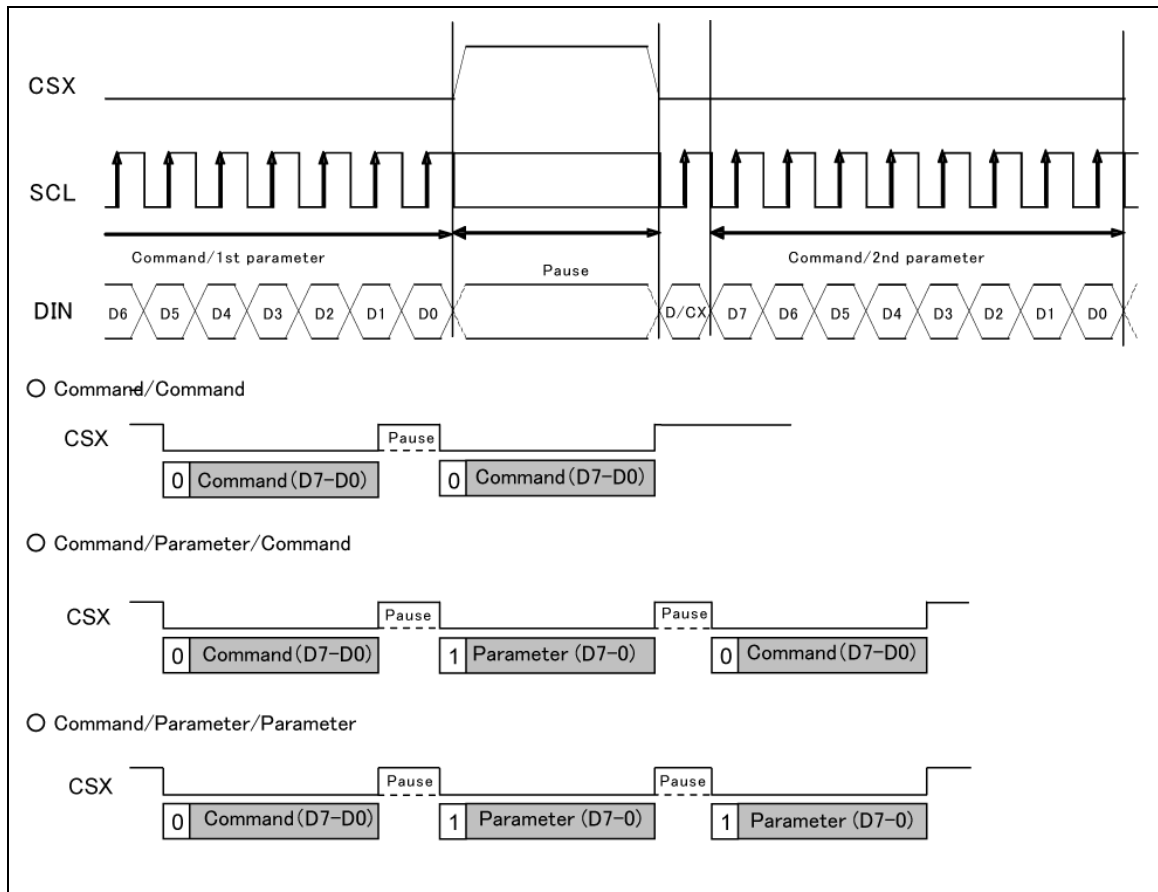 CSX
SCL
Command/1st parameter
Pause
Command/2nd parameter
DIN D6 D5 D4 D3 D2 D1 D0 D/CX D7 D6 D5 D4 D3 D2 D1 D0
○ Command/Command
CSX Pause
0 Command(D7-D0) 0 Command(D7-D0)
○ Command/Parameter/Command
CSX Pause Pause
0 Command(D7-D0) 1 Parameter (D7-0) 0 Command(D7-D0)
○ Command/Parameter/Parameter
CSX Pause Pause
0 Command(D7-D0) 1 Parameter (D7-0) 1 Parameter (D7-0)